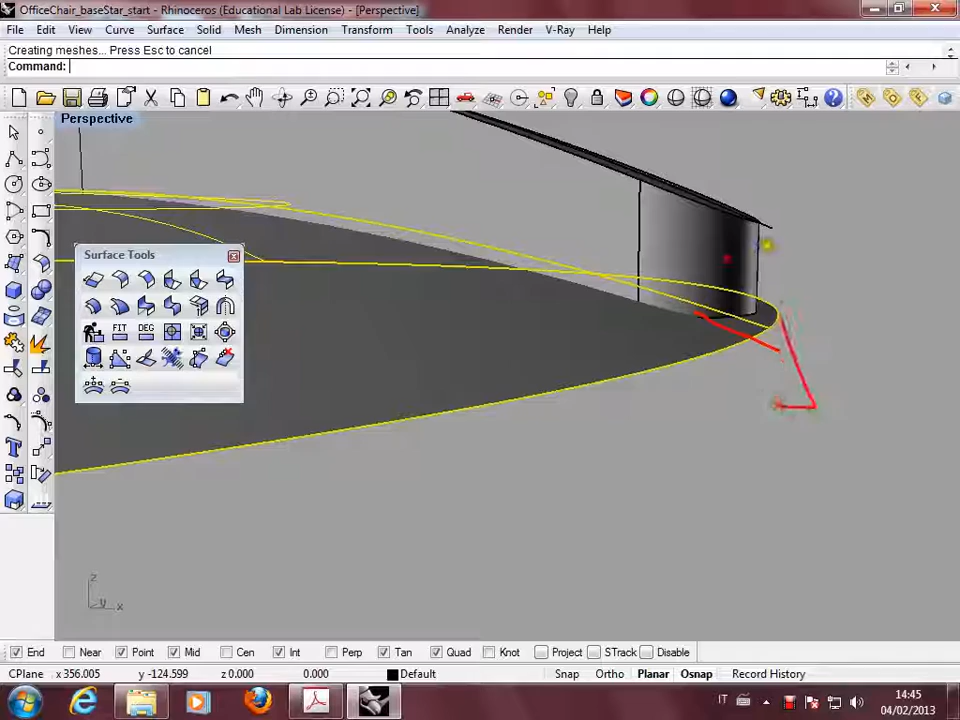 OfficeChair_baseStar_start - Rhinoceros (Educational Lab License) - [Perspective]
File Edit View Curve Surface Solid Mesh Dimension Transform Tools Analyze Render V-Ray Help
Creating meshes... Press Esc to cancel
Command:
Perspective
Surface Tools
FIT DEG
z
y x
End Near Point Mid Cen Int Perp Tan Quad Knot Project STrack Disable
CPlane x 356.005 y -124.599 z 0.000 0.000 Default Snap Ortho Planar Osnap Record History
IT 14:45
04/02/2013